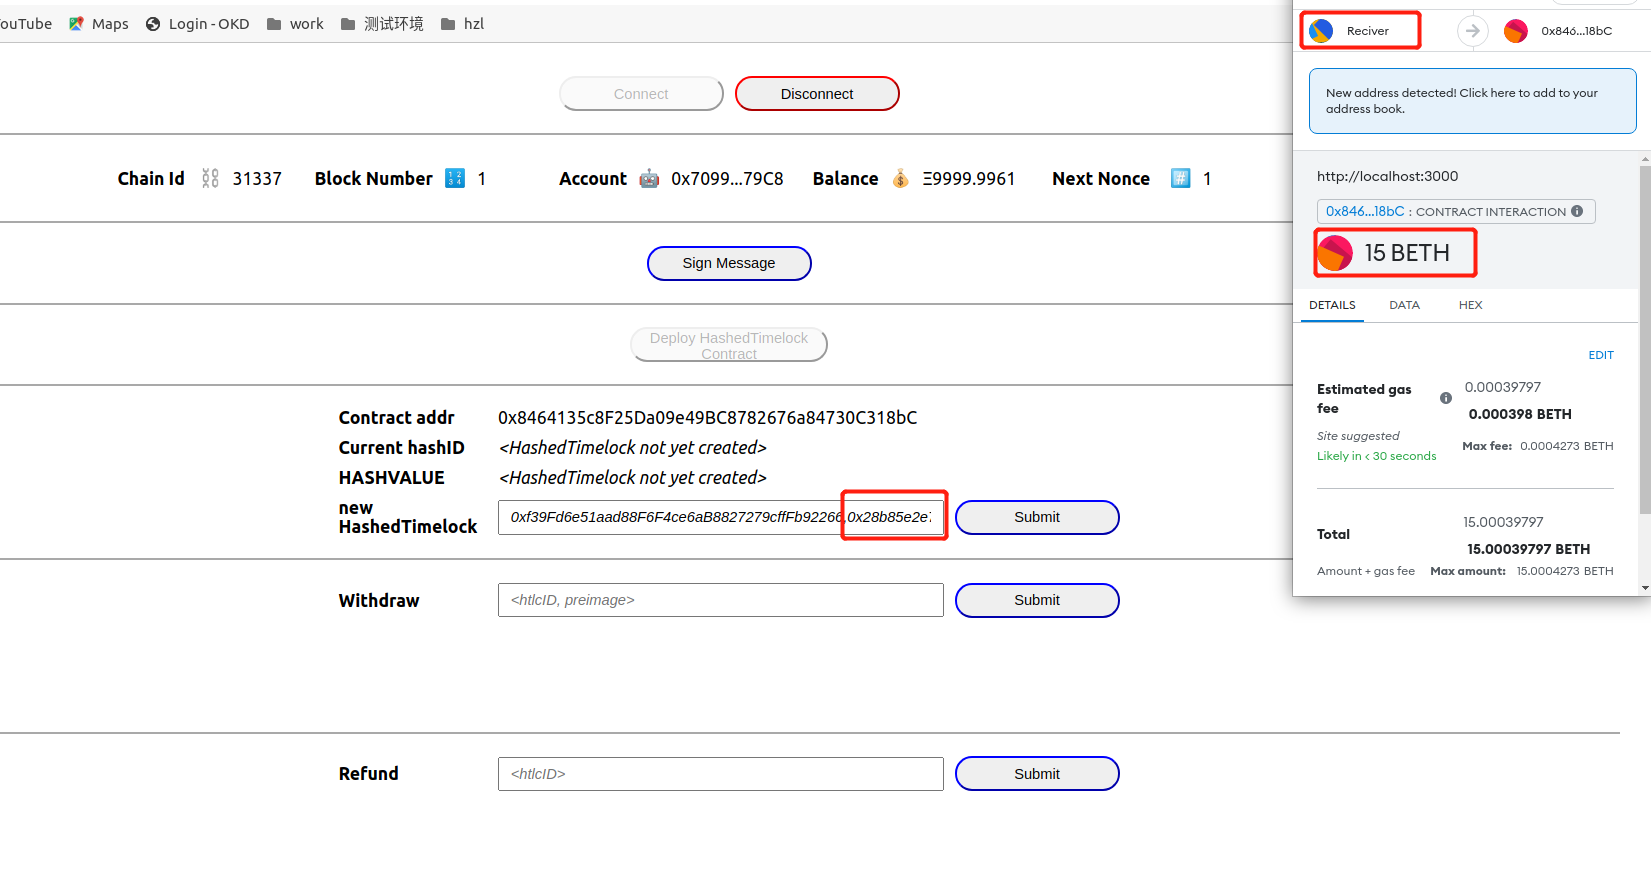 ouTube Maps Login - OKD work 测试环境 hzl
Connect Disconnect
Chain Id 31337 Block Number 1 Account 0x7099...79C8 Balance Ξ9999.9961 Next Nonce 1
Sign Message
Deploy HashedTimelock
Contract
Contract addr 0x8464135c8F25Da09e49BC8782676a84730C318bC
Current hashID <HashedTimelock not yet created>
HASHVALUE <HashedTimelock not yet created>
new
HashedTimelock
0xf39Fd6e51aad88F6F4ce6aB8827279cffFb92266,0x28b85e2e7 Submit
Withdraw <htlcID, preimage> Submit
Refund <htlcID> Submit
Reciver 0x846...18bC
New address detected! Click here to add to your
address book.
http://localhost:3000
0x846...18bC : CONTRACT INTERACTION
15 BETH
DETAILS DATA HEX
EDIT
Estimated gas
fee
0.00039797
0.000398 BETH
Site suggested
Likely in < 30 seconds
Max fee: 0.0004273 BETH
15.00039797
Total
15.00039797 BETH
Amount + gas fee Max amount: 15.0004273 BETH